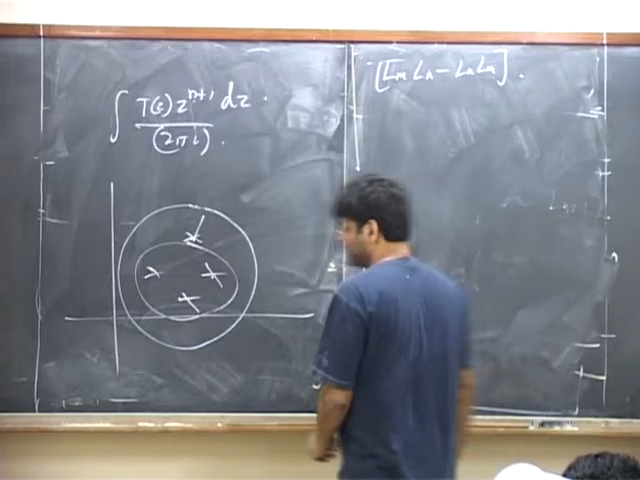 ∫ T(z) z^{n+1} / (2πi) dz .
[L_m L_n − L_n L_m] .